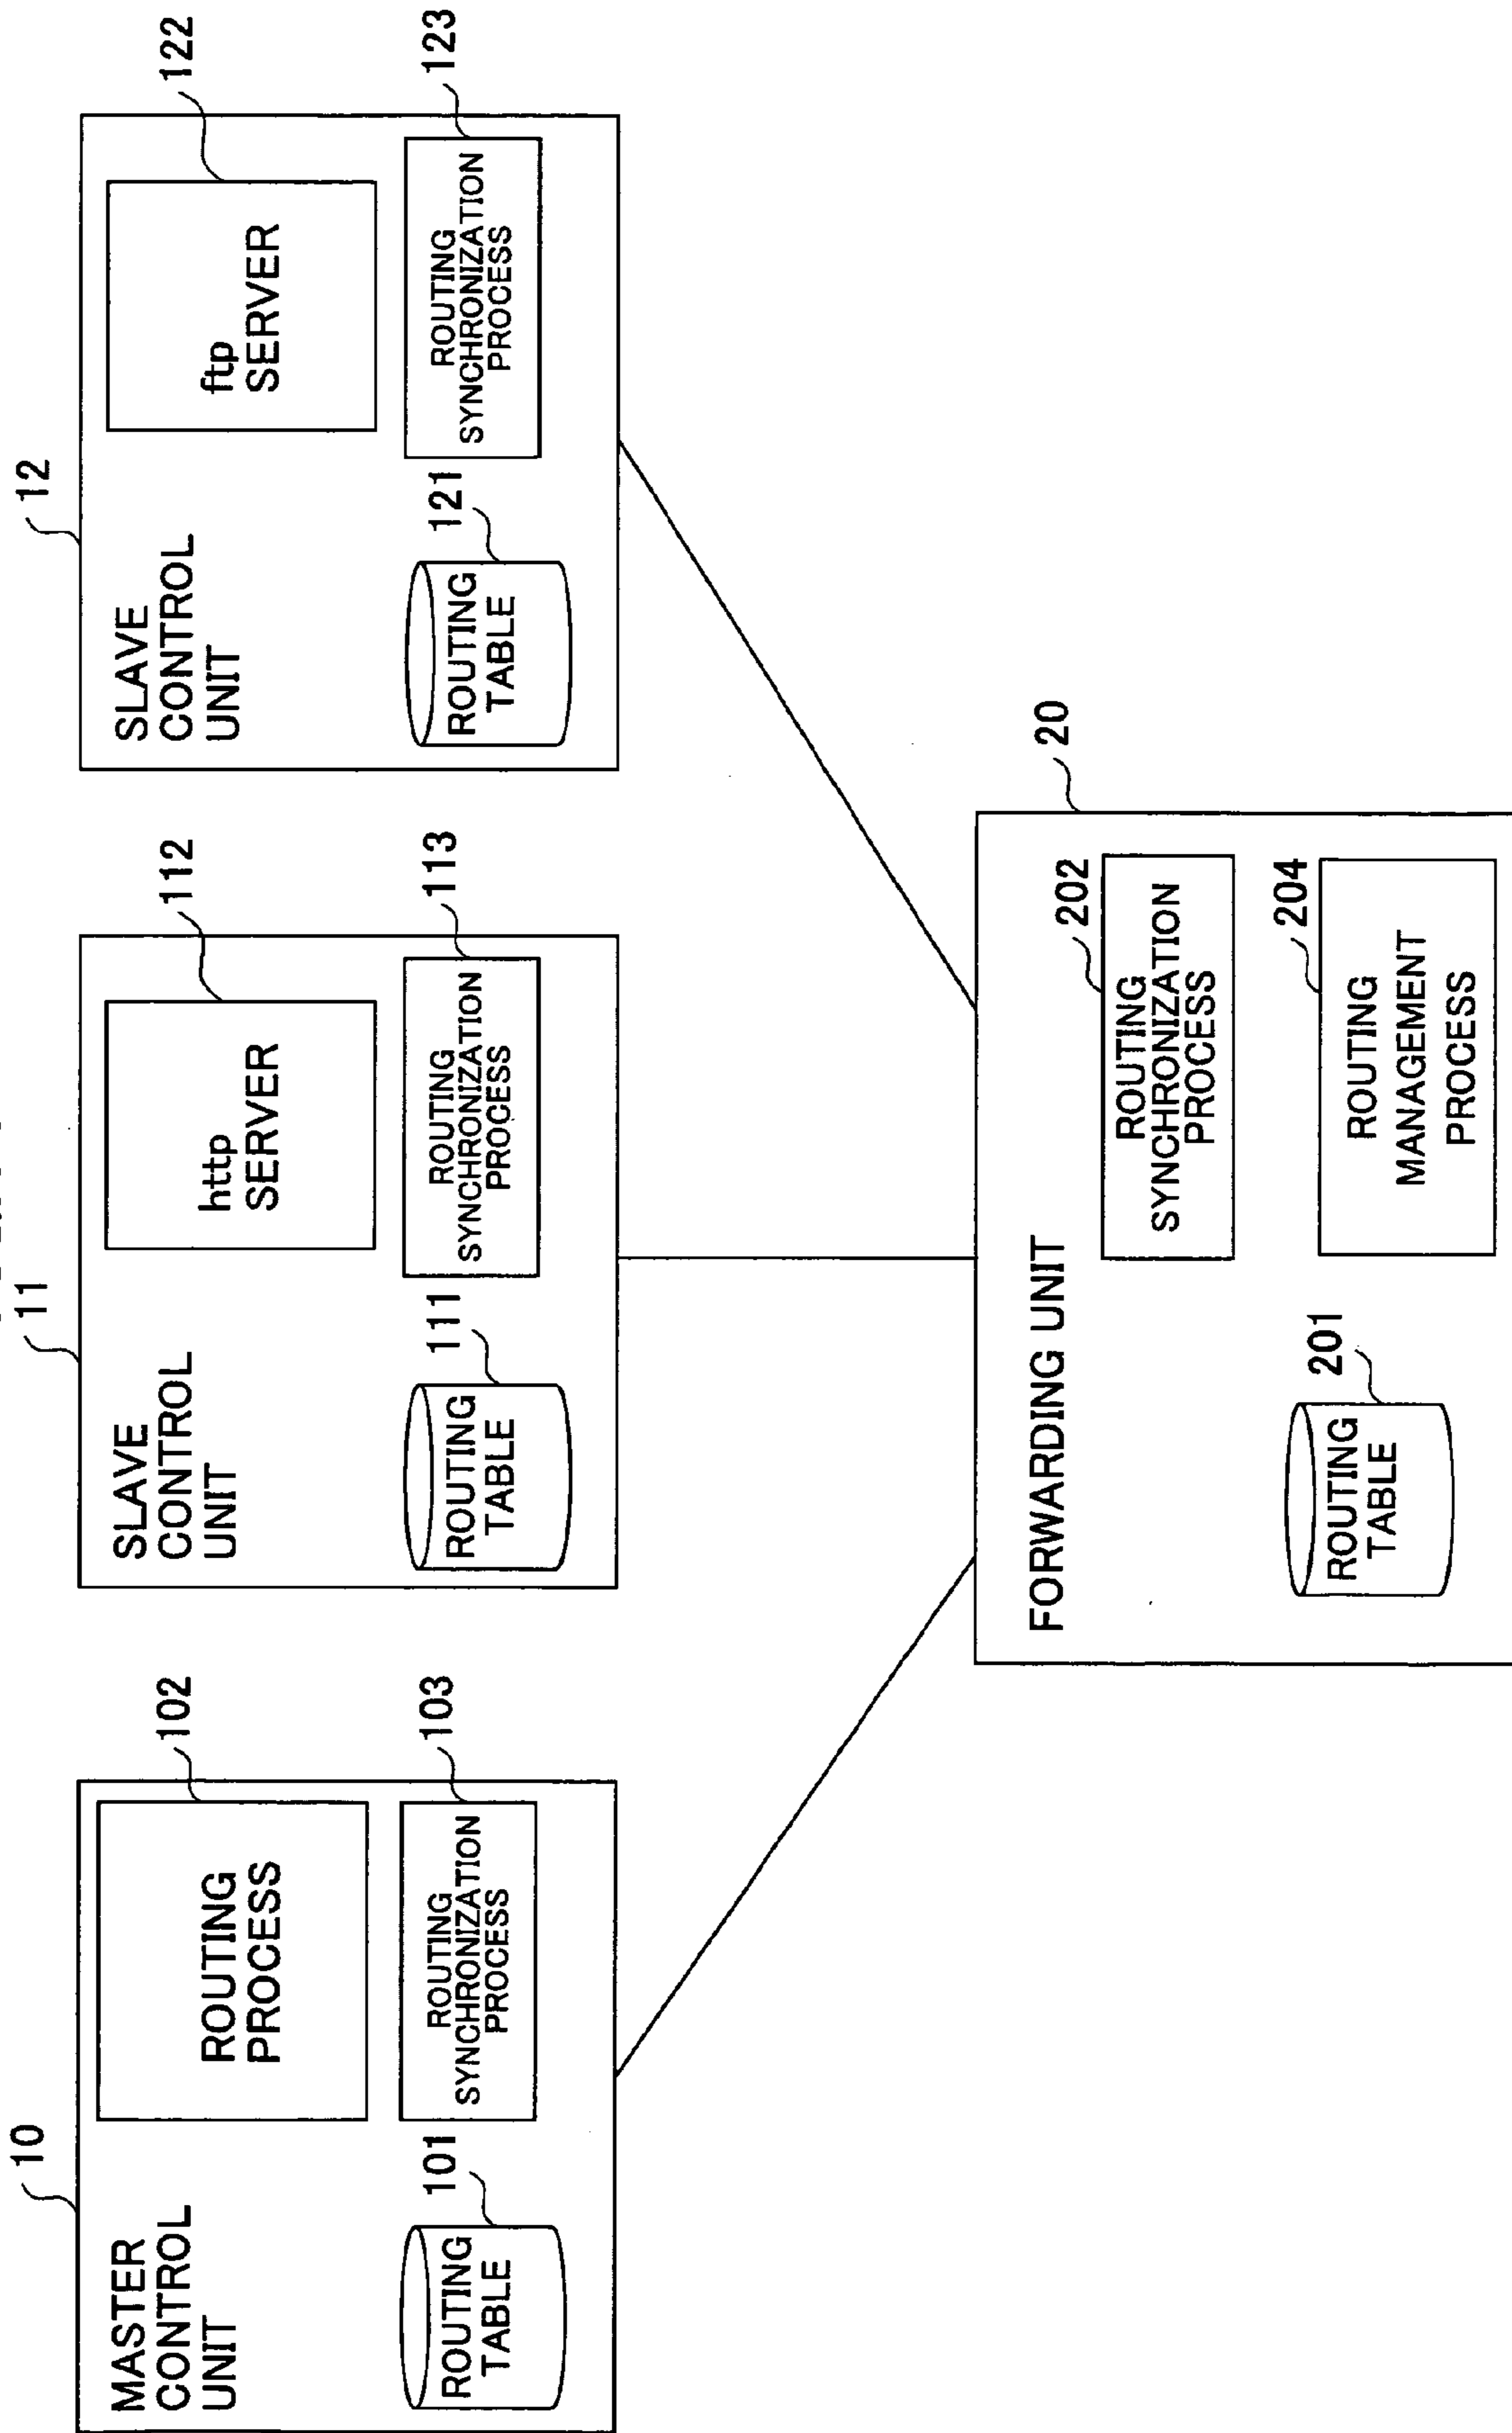 10
MASTER
CONTROL
UNIT
102
ROUTING
PROCESS
101
ROUTING
TABLE
103
ROUTING
SYNCHRONIZATION
PROCESS
11
SLAVE
CONTROL
UNIT
112
http
SERVER
111
ROUTING
TABLE
113
ROUTING
SYNCHRONIZATION
PROCESS
12
SLAVE
CONTROL
UNIT
122
ftp
SERVER
121
ROUTING
TABLE
123
ROUTING
SYNCHRONIZATION
PROCESS
20
FORWARDING UNIT
202
ROUTING
SYNCHRONIZATION
PROCESS
201
ROUTING
TABLE
204
ROUTING
MANAGEMENT
PROCESS